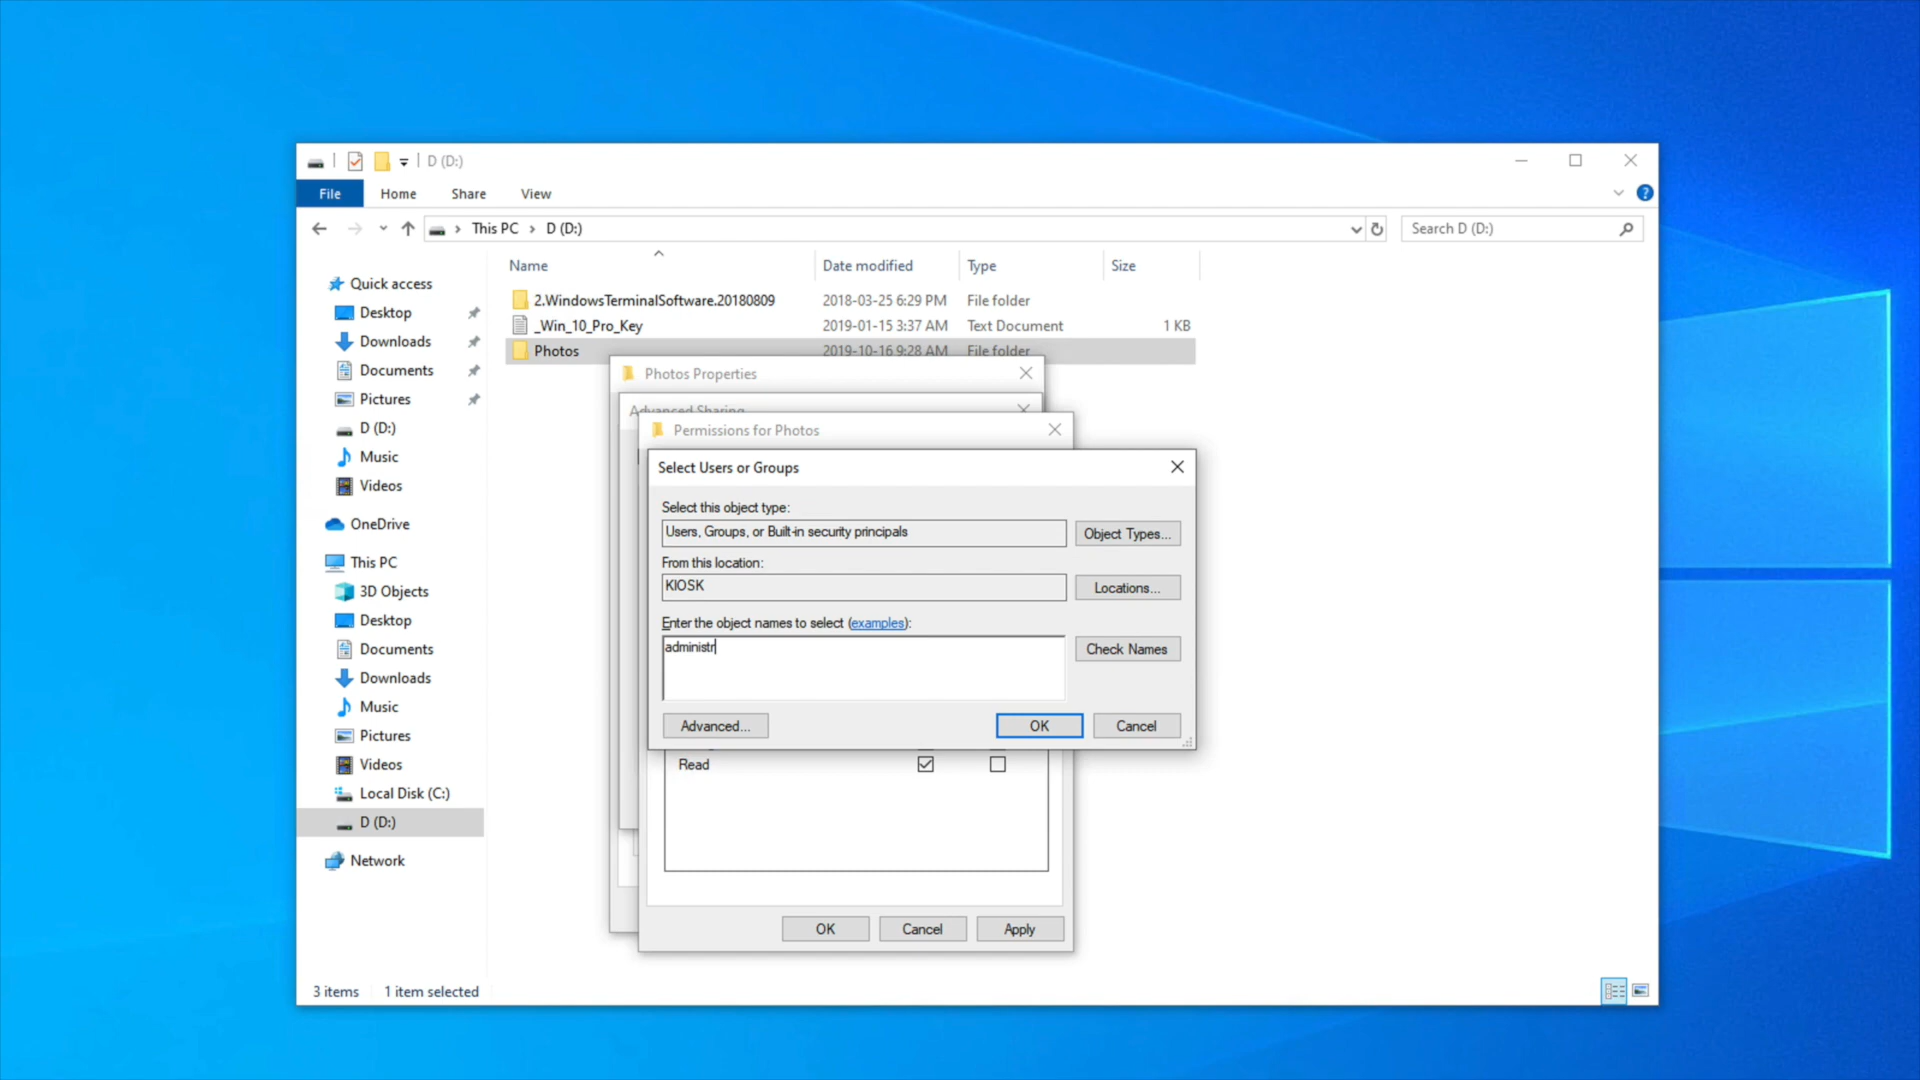 D (D:)
File Home Share View
This PC D (D:)
Search D (D:)
Name Date modified Type Size
2.WindowsTerminalSoftware.20180809 2018-03-25 6:29 PM File folder
_Win_10_Pro_Key 2019-01-15 3:37 AM Text Document 1 KB
Photos 2019-10-16 9:28 AM File folder
Quick access
Desktop
Downloads
Documents
Pictures
D (D:)
Music
Videos
OneDrive
This PC
3D Objects
Desktop
Documents
Downloads
Music
Pictures
Videos
Local Disk (C:)
D (D:)
Network
Photos Properties
Advanced Sharing
Permissions for Photos
Select Users or Groups
Select this object type:
Users, Groups, or Built-in security principals
Object Types...
From this location:
KIOSK
Locations...
Enter the object names to select (examples):
administr
Check Names
Advanced...
OK
Cancel
Read
OK Cancel Apply
3 items 1 item selected